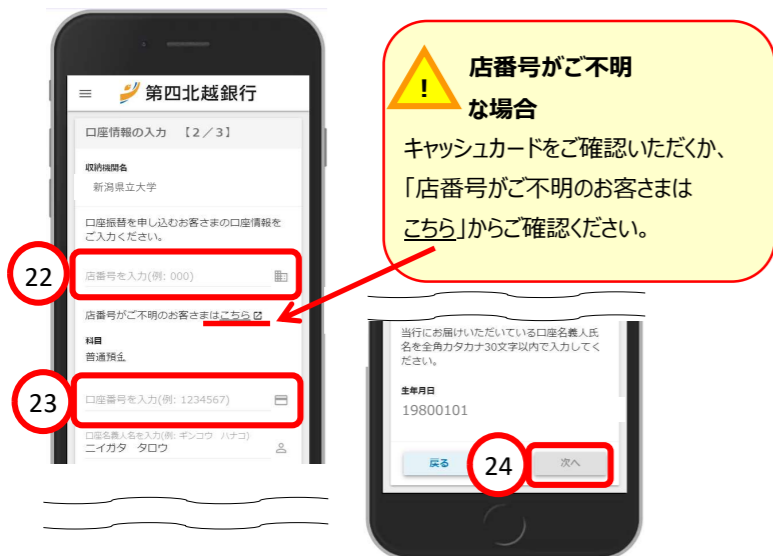 第四北越銀行
口座情報の入力 【2／3】
収納機関名
新潟県立大学
口座振替を申し込むお客さまの口座情報を
ご入力ください。
22
店番号を入力(例: 000)
店番号がご不明のお客さまはこちら
科目
普通預金
23
口座番号を入力(例: 1234567)
口座名義人名を入力(例: ギンコウ　ハナコ)
ニイガタ　タロウ
!
店番号がご不明
な場合
キャッシュカードをご確認いただくか、
「店番号がご不明のお客さまは
こちら」からご確認ください。
当行にお届けいただいている口座名義人氏
名を全角カタカナ30文字以内で入力してく
ださい。
生年月日
19800101
戻る
24
次へ